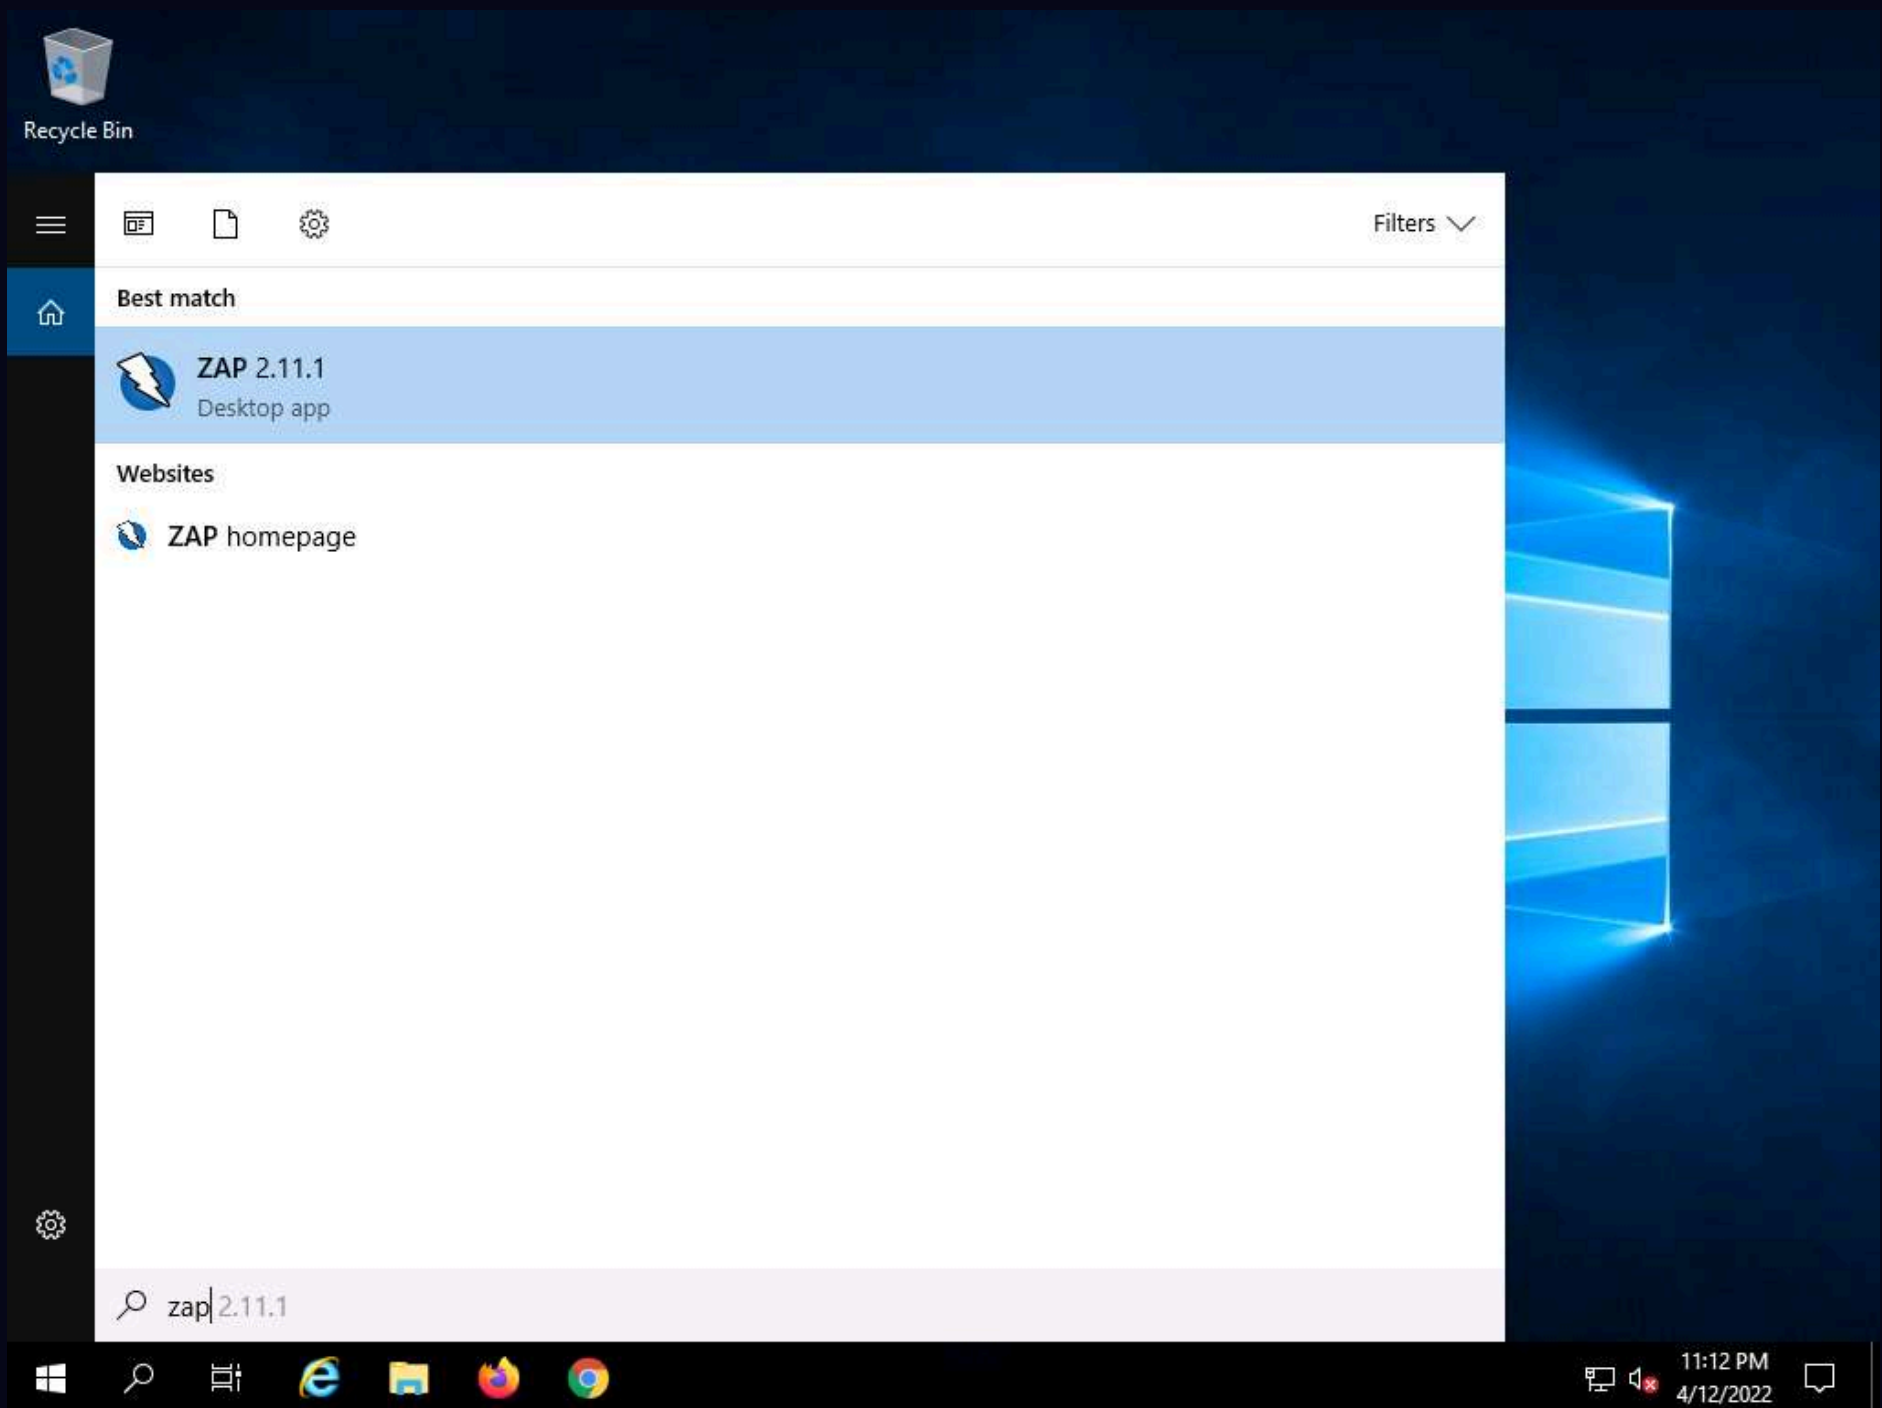 Recycle Bin
Filters
Best match
ZAP 2.11.1
Desktop app
Websites
ZAP homepage
zap 2.11.1
11:12 PM
4/12/2022